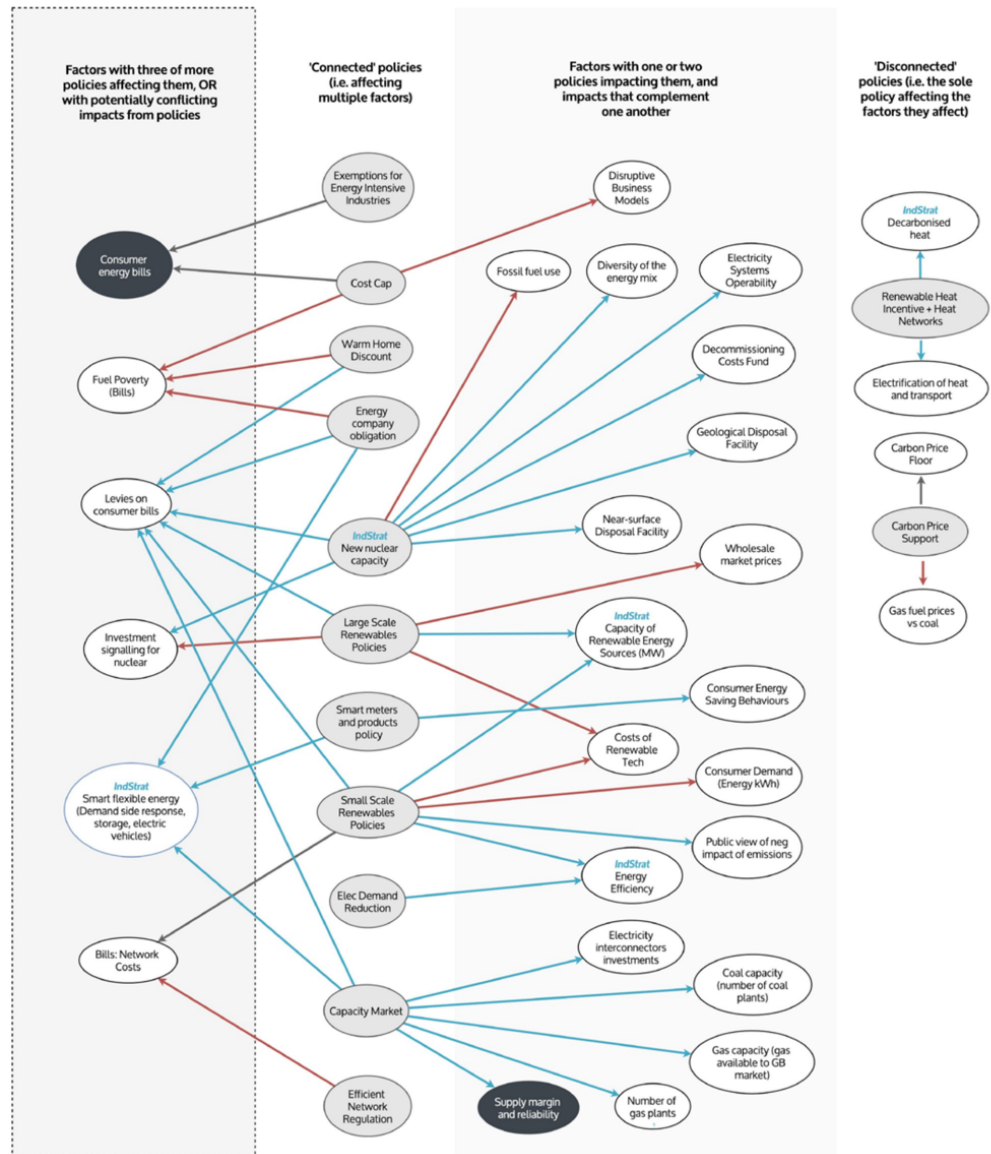 Factors with three of more
policies affecting them, OR
with potentially conflicting
impacts from policies
'Connected' policies
(i.e. affecting
multiple factors)
Factors with one or two
policies impacting them, and
impacts that complement
one another
'Disconnected'
policies (i.e. the sole
policy affecting the
factors they affect)
Consumer
energy bills
Fuel Poverty
(Bills)
Levies on
consumer bills
Investment
signalling for
nuclear
IndStrat
Smart flexible energy
(Demand side response,
storage, electric
vehicles)
Bills: Network
Costs
Exemptions for
Energy Intensive
Industries
Cost Cap
Warm Home
Discount
Energy
company
obligation
IndStrat
New nuclear
capacity
Large Scale
Renewables
Policies
Smart meters
and products
policy
Small Scale
Renewables
Policies
Elec Demand
Reduction
Capacity Market
Efficient
Network
Regulation
Disruptive
Business
Models
Fossil fuel use
Diversity of the
energy mix
Electricity
Systems
Operability
Decommissioning
Costs Fund
Geological Disposal
Facility
Near-surface
Disposal Facility
Wholesale
market prices
IndStrat
Capacity of
Renewable Energy
Sources (MW)
Consumer Energy
Saving Behaviours
Costs of
Renewable
Tech
Consumer Demand
(Energy kWh)
Public view of neg
impact of emissions
IndStrat
Energy
Efficiency
Electricity
interconnectors
investments
Coal capacity
(number of coal
plants)
Gas capacity (gas
available to GB
market)
Supply margin
and reliability
Number of
gas plants
IndStrat
Decarbonised
heat
Renewable Heat
Incentive + Heat
Networks
Electrification of heat
and transport
Carbon Price
Floor
Carbon Price
Support
Gas fuel prices
vs coal